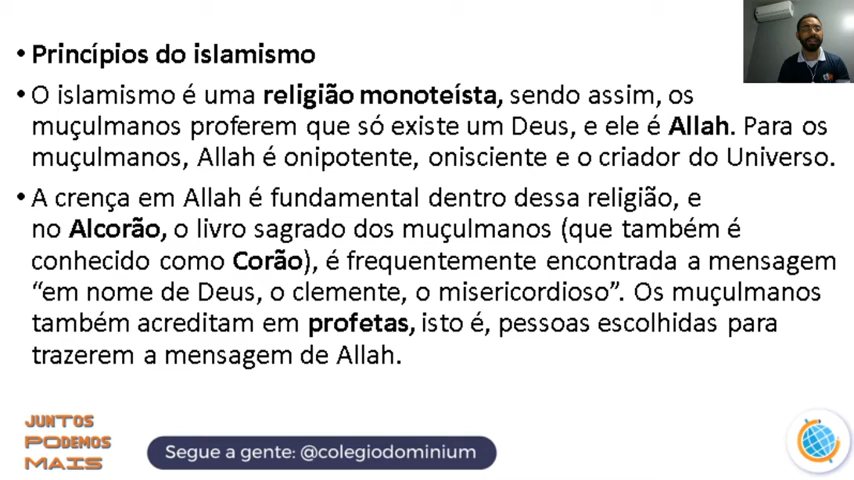 • Princípios do islamismo
• O islamismo é uma religião monoteísta, sendo assim, os
muçulmanos proferem que só existe um Deus, e ele é Allah. Para os
muçulmanos, Allah é onipotente, onisciente e o criador do Universo.
• A crença em Allah é fundamental dentro dessa religião, e
no Alcorão, o livro sagrado dos muçulmanos (que também é
conhecido como Corão), é frequentemente encontrada a mensagem
“em nome de Deus, o clemente, o misericordioso”. Os muçulmanos
também acreditam em profetas, isto é, pessoas escolhidas para
trazerem a mensagem de Allah.
JUNTOS
PODEMOS
MAIS
Segue a gente: @colegiodominium